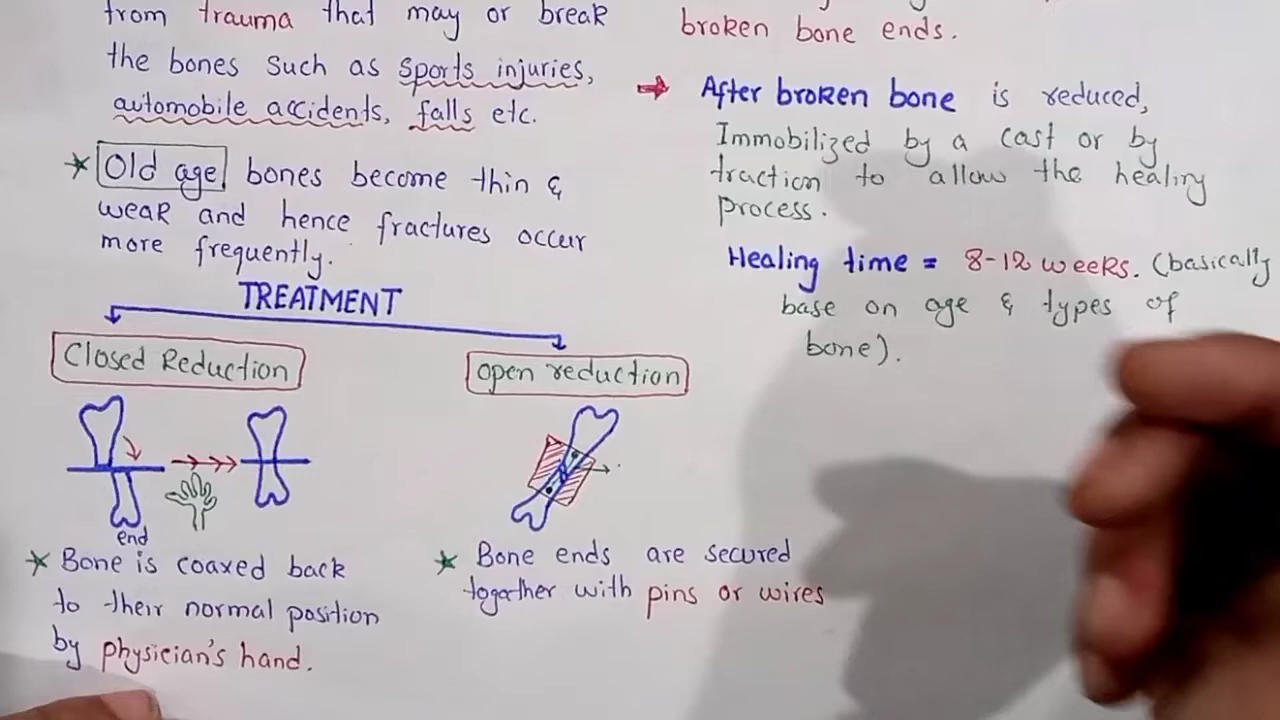 from trauma that may or break
the bones such as sports injuries,
automobile accidents, falls etc.
* Old age bones become thin &
wear and hence fractures occur
more frequently.
TREATMENT
Closed Reduction
open reduction
end
* Bone is coaxed back
to their normal position
by physician's hand.
* Bone ends are secured
togather with pins or wires
broken bone ends.
→ After broken bone is reduced,
Immobilized by a cast or by
traction to allow the healing
process.
Healing time = 8-12 weeks. (basically
base on age & types of
bone).